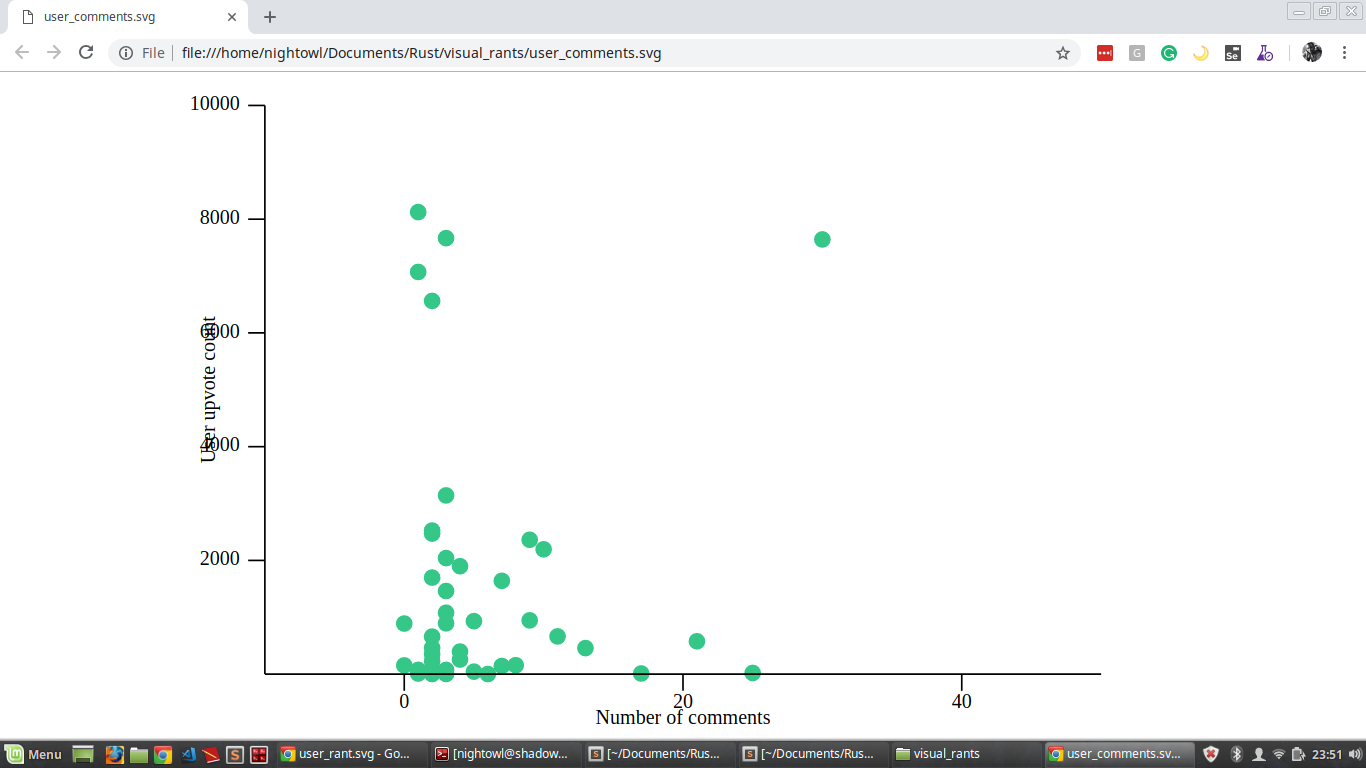 user_comments.svg
File
file:///home/nightowl/Documents/Rust/visual_rants/user_comments.svg
G
G
Se
10000
8000
6000
4000
2000
User upvote count
0
20
40
Number of comments
Menu
user_rant.svg - Go...
[nightowl@shadow...
[~/Documents/Rus...
[~/Documents/Rus...
visual_rants
user_comments.sv...
23:51